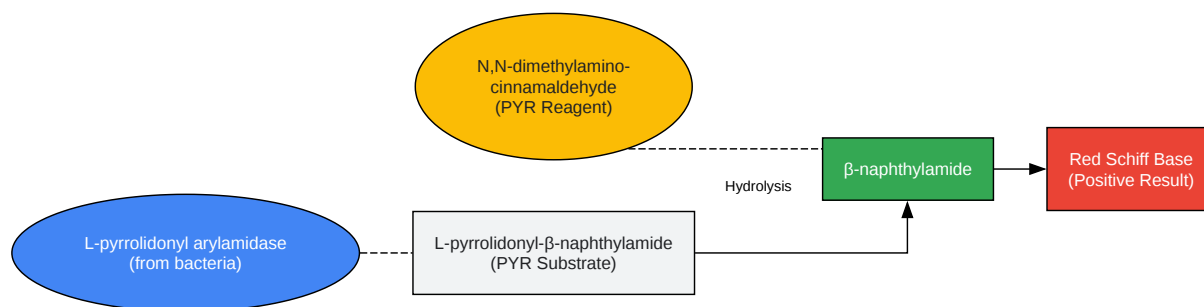 N,N-dimethylamino-
cinnamaldehyde
(PYR Reagent)
β-naphthylamide
Red Schiff Base
(Positive Result)
Hydrolysis
L-pyrrolidonyl arylamidase
(from bacteria)
L-pyrrolidonyl-β-naphthylamide
(PYR Substrate)